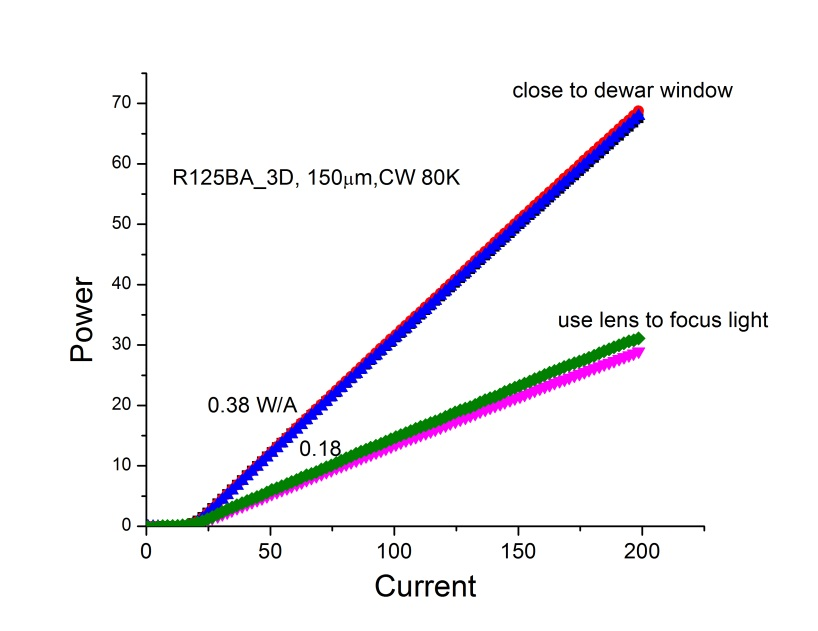 close to dewar window
70
60
R125BA_3D, 150μm,CW 80K
50
40
use lens to focus light
30
0.38 W/A
20
0.18
10
0
0 50 100 150 200
Power
Current